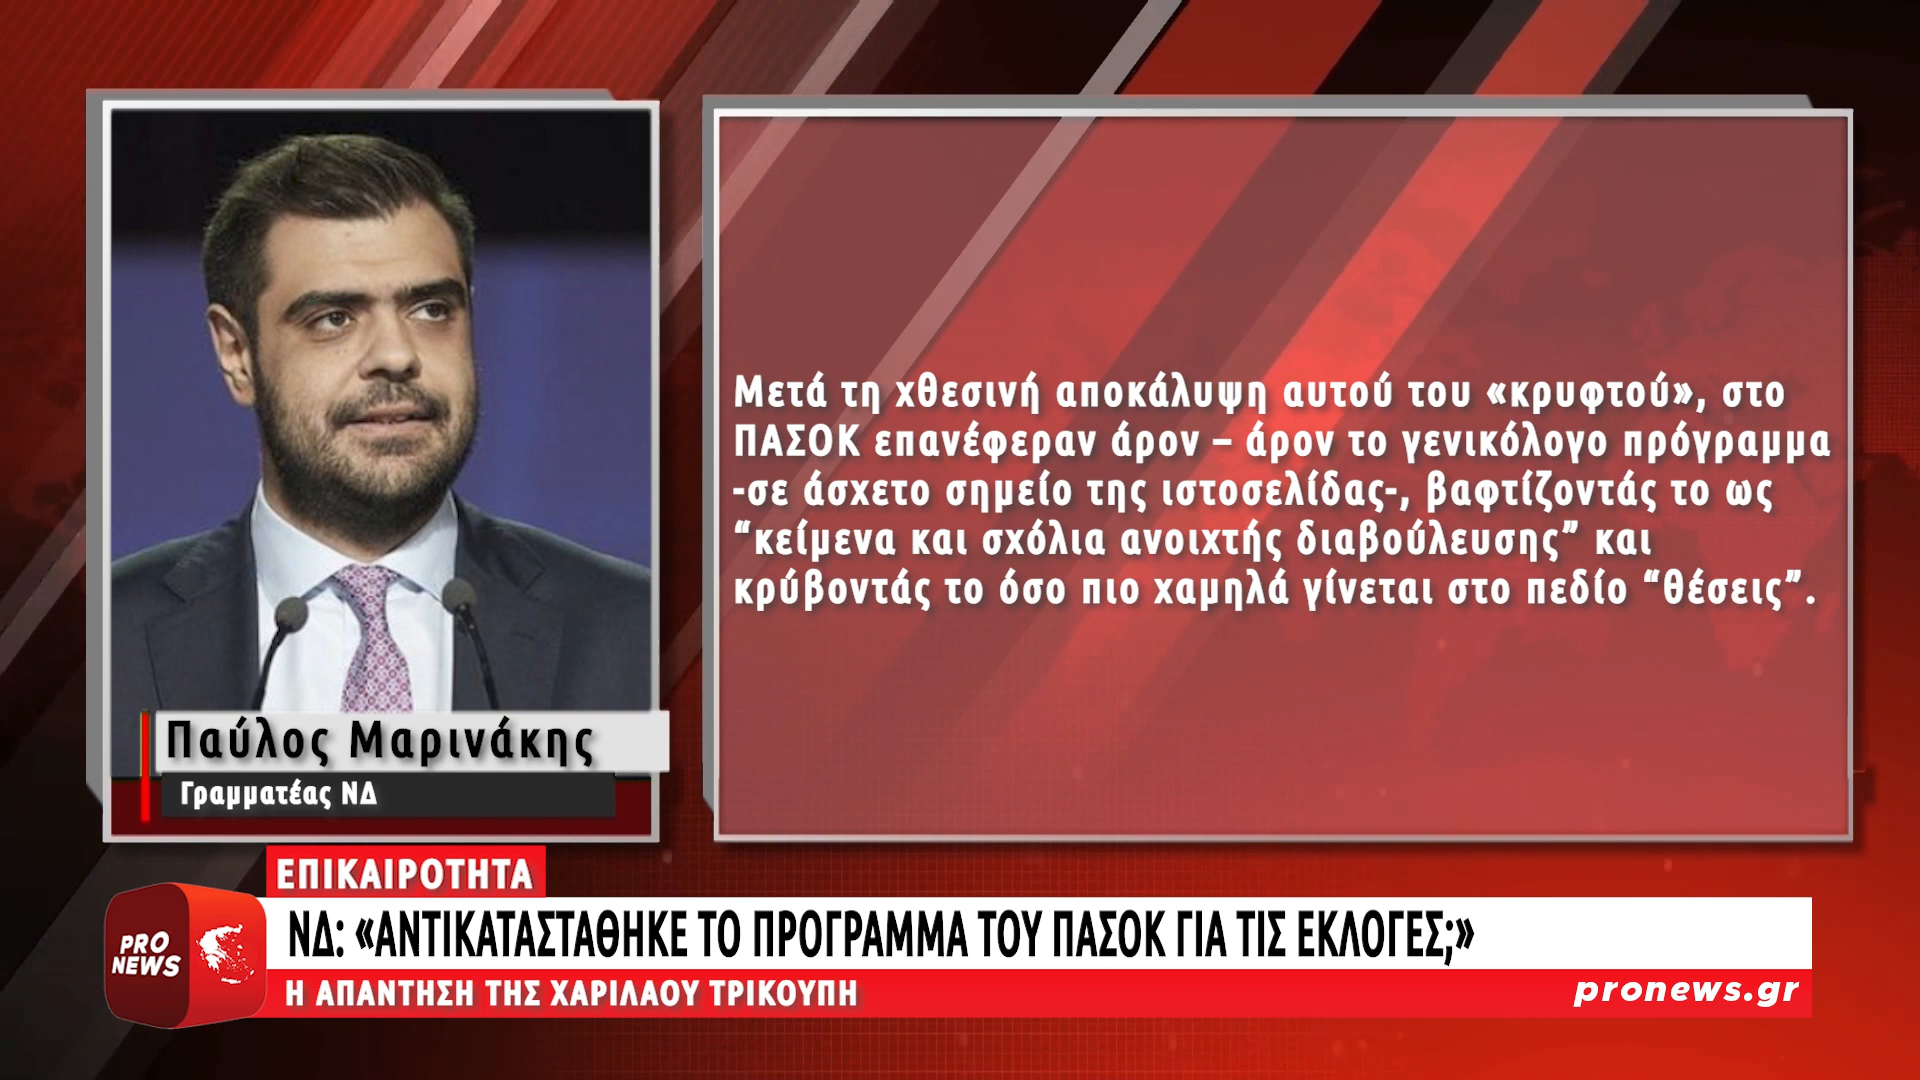 Μετά τη χθεσινή αποκάλυψη αυτού του «κρυφτού», στο
ΠΑΣΟΚ επανέφεραν άρον – άρον το γενικόλογο πρόγραμμα
-σε άσχετο σημείο της ιστοσελίδας-, βαφτίζοντάς το ως
“κείμενα και σχόλια ανοιχτής διαβούλευσης” και
κρύβοντάς το όσο πιο χαμηλά γίνεται στο πεδίο “θέσεις”.
Παύλος Μαρινάκης
Γραμματέας ΝΔ
ΕΠΙΚΑΙΡΟΤΗΤΑ
ΝΔ: «ΑΝΤΙΚΑΤΑΣΤΑΘΗΚΕ ΤΟ ΠΡΟΓΡΑΜΜΑ ΤΟΥ ΠΑΣΟΚ ΓΙΑ ΤΙΣ ΕΚΛΟΓΕΣ;»
Η ΑΠΑΝΤΗΣΗ ΤΗΣ ΧΑΡΙΛΑΟΥ ΤΡΙΚΟΥΠΗ
pronews.gr
PRO
NEWS